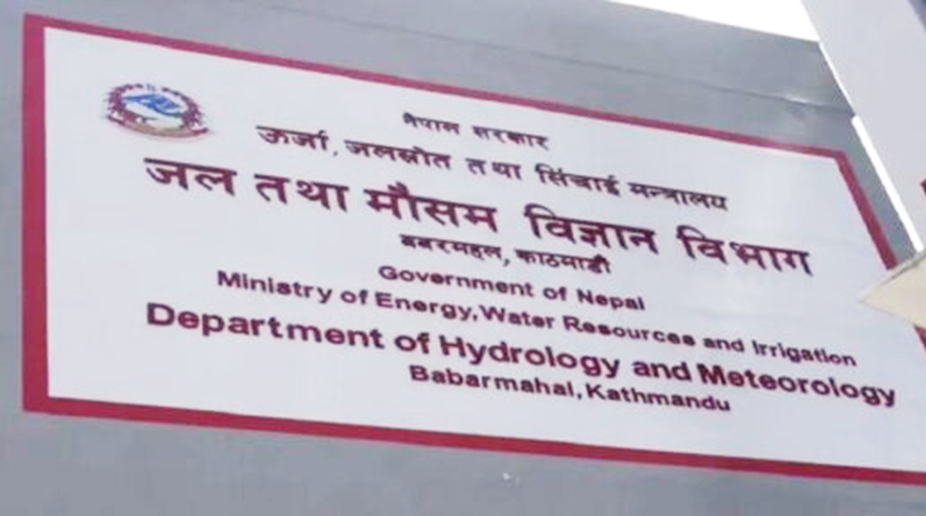 नेपाल सरकार
ऊर्जा, जलस्रोत तथा सिंचाई मन्त्रालय
जल तथा मौसम विज्ञान विभाग
बबरमहल, काठमाडौं
Government of Nepal
Ministry of Energy, Water Resources and Irrigation
Department of Hydrology and Meteorology
Babarmahal, Kathmandu